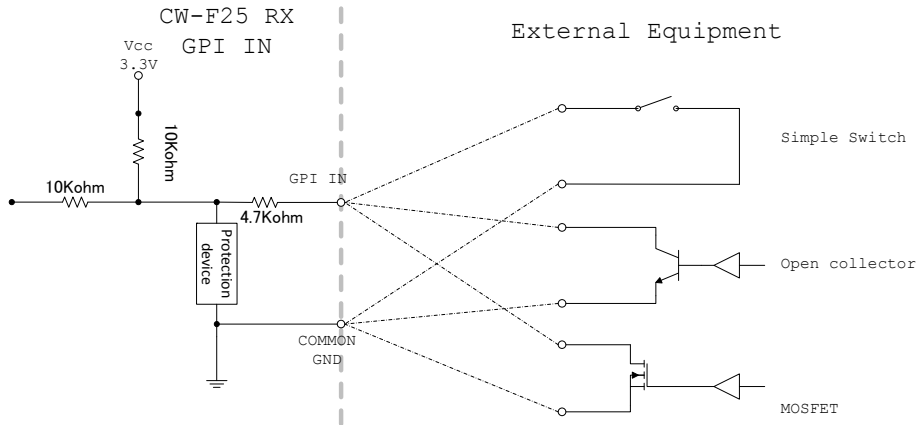 CW-F25 RX
GPI IN
External Equipment
Vcc
3.3V
10Kohm
Simple Switch
GPI IN
10Kohm
4.7Kohm
Protection
device
Open collector
COMMON
GND
MOSFET